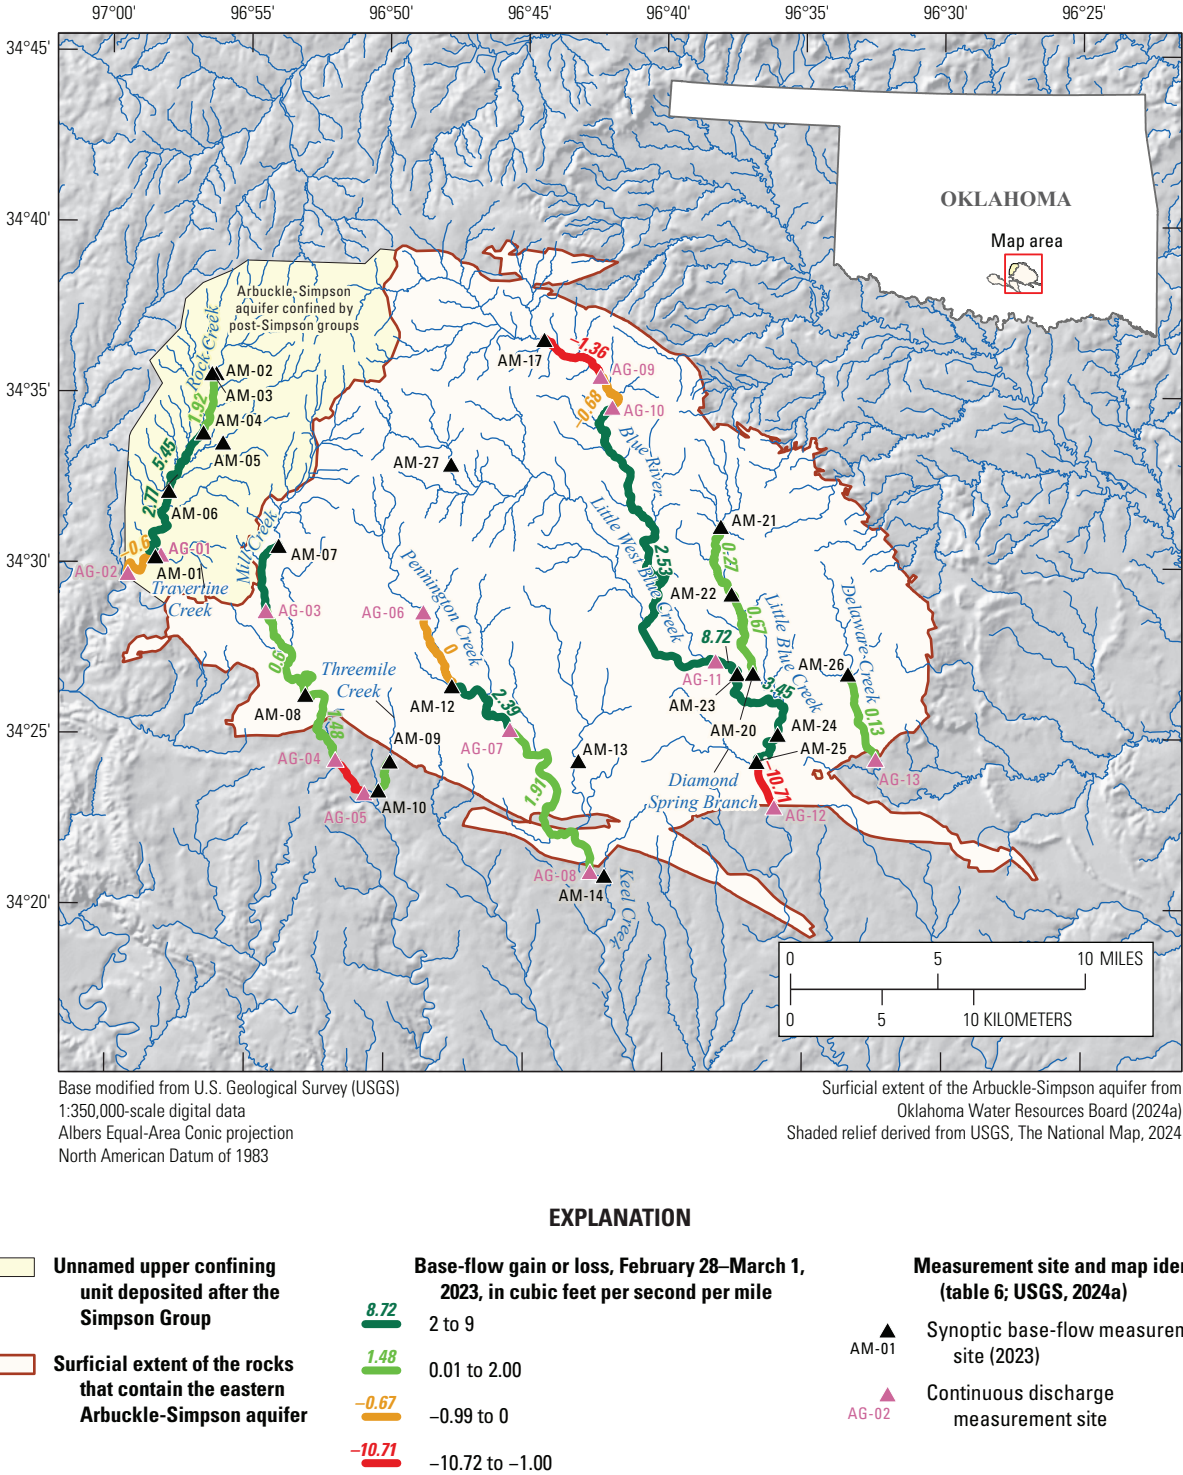 97°00'
96°55'
96°50'
96°45'
96°40'
96°35'
96°30'
96°25'
34°45'
34°40'
34°35'
34°30'
34°25'
34°20'
OKLAHOMA
Map area
Arbuckle-Simpson
aquifer confined by
post-Simpson groups
Rock Creek
AM-02
AM-03
1.92
AM-04
AM-05
5.45
2.77
AM-06
−0.6
AG-01
AG-02
AM-01
Travertine
Creek
Mill Creek
AM-07
AG-03
0.6
AM-08
1.48
AG-04
AG-05
Threemile
Creek
AM-09
AM-10
AM-17
−1.36
AG-09
−0.68
AG-10
AM-27
Blue River
Little West Blue Creek
2.53
AM-21
0.27
AM-22
0.67
Little Blue Creek
8.72
AG-11
AM-23
AM-20
3.45
AM-24
AM-25
Diamond
Spring Branch
−10.71
AG-12
Delaware Creek
AM-26
0.13
AG-13
Pennington Creek
AG-06
0
AM-12
2.39
AG-07
AM-13
1.91
AG-08
AM-14
Keel Creek
0 5 10 MILES
0 5 10 KILOMETERS
Base modified from U.S. Geological Survey (USGS)
1:350,000-scale digital data
Albers Equal-Area Conic projection
North American Datum of 1983
Surficial extent of the Arbuckle-Simpson aquifer from
Oklahoma Water Resources Board (2024a)
Shaded relief derived from USGS, The National Map, 2024
EXPLANATION
Unnamed upper confining
unit deposited after the
Simpson Group
Surficial extent of the rocks
that contain the eastern
Arbuckle-Simpson aquifer
Base-flow gain or loss, February 28–March 1,
2023, in cubic feet per second per mile
8.72
2 to 9
1.48
0.01 to 2.00
−0.67
−0.99 to 0
−10.71
−10.72 to −1.00
Measurement site and map iden
(table 6; USGS, 2024a)
AM-01
Synoptic base-flow measurem
site (2023)
AG-02
Continuous discharge
measurement site